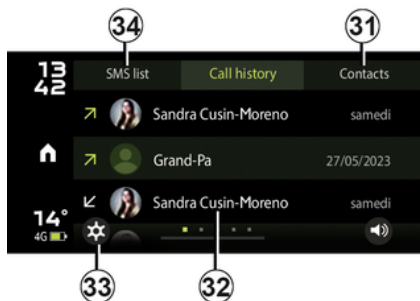 34
31
13
42
SMS list
Call history
Contacts
Sandra Cusin-Moreno
samedi
Grand-Pa
27/05/2023
Sandra Cusin-Moreno
samedi
14°
4G
33
32